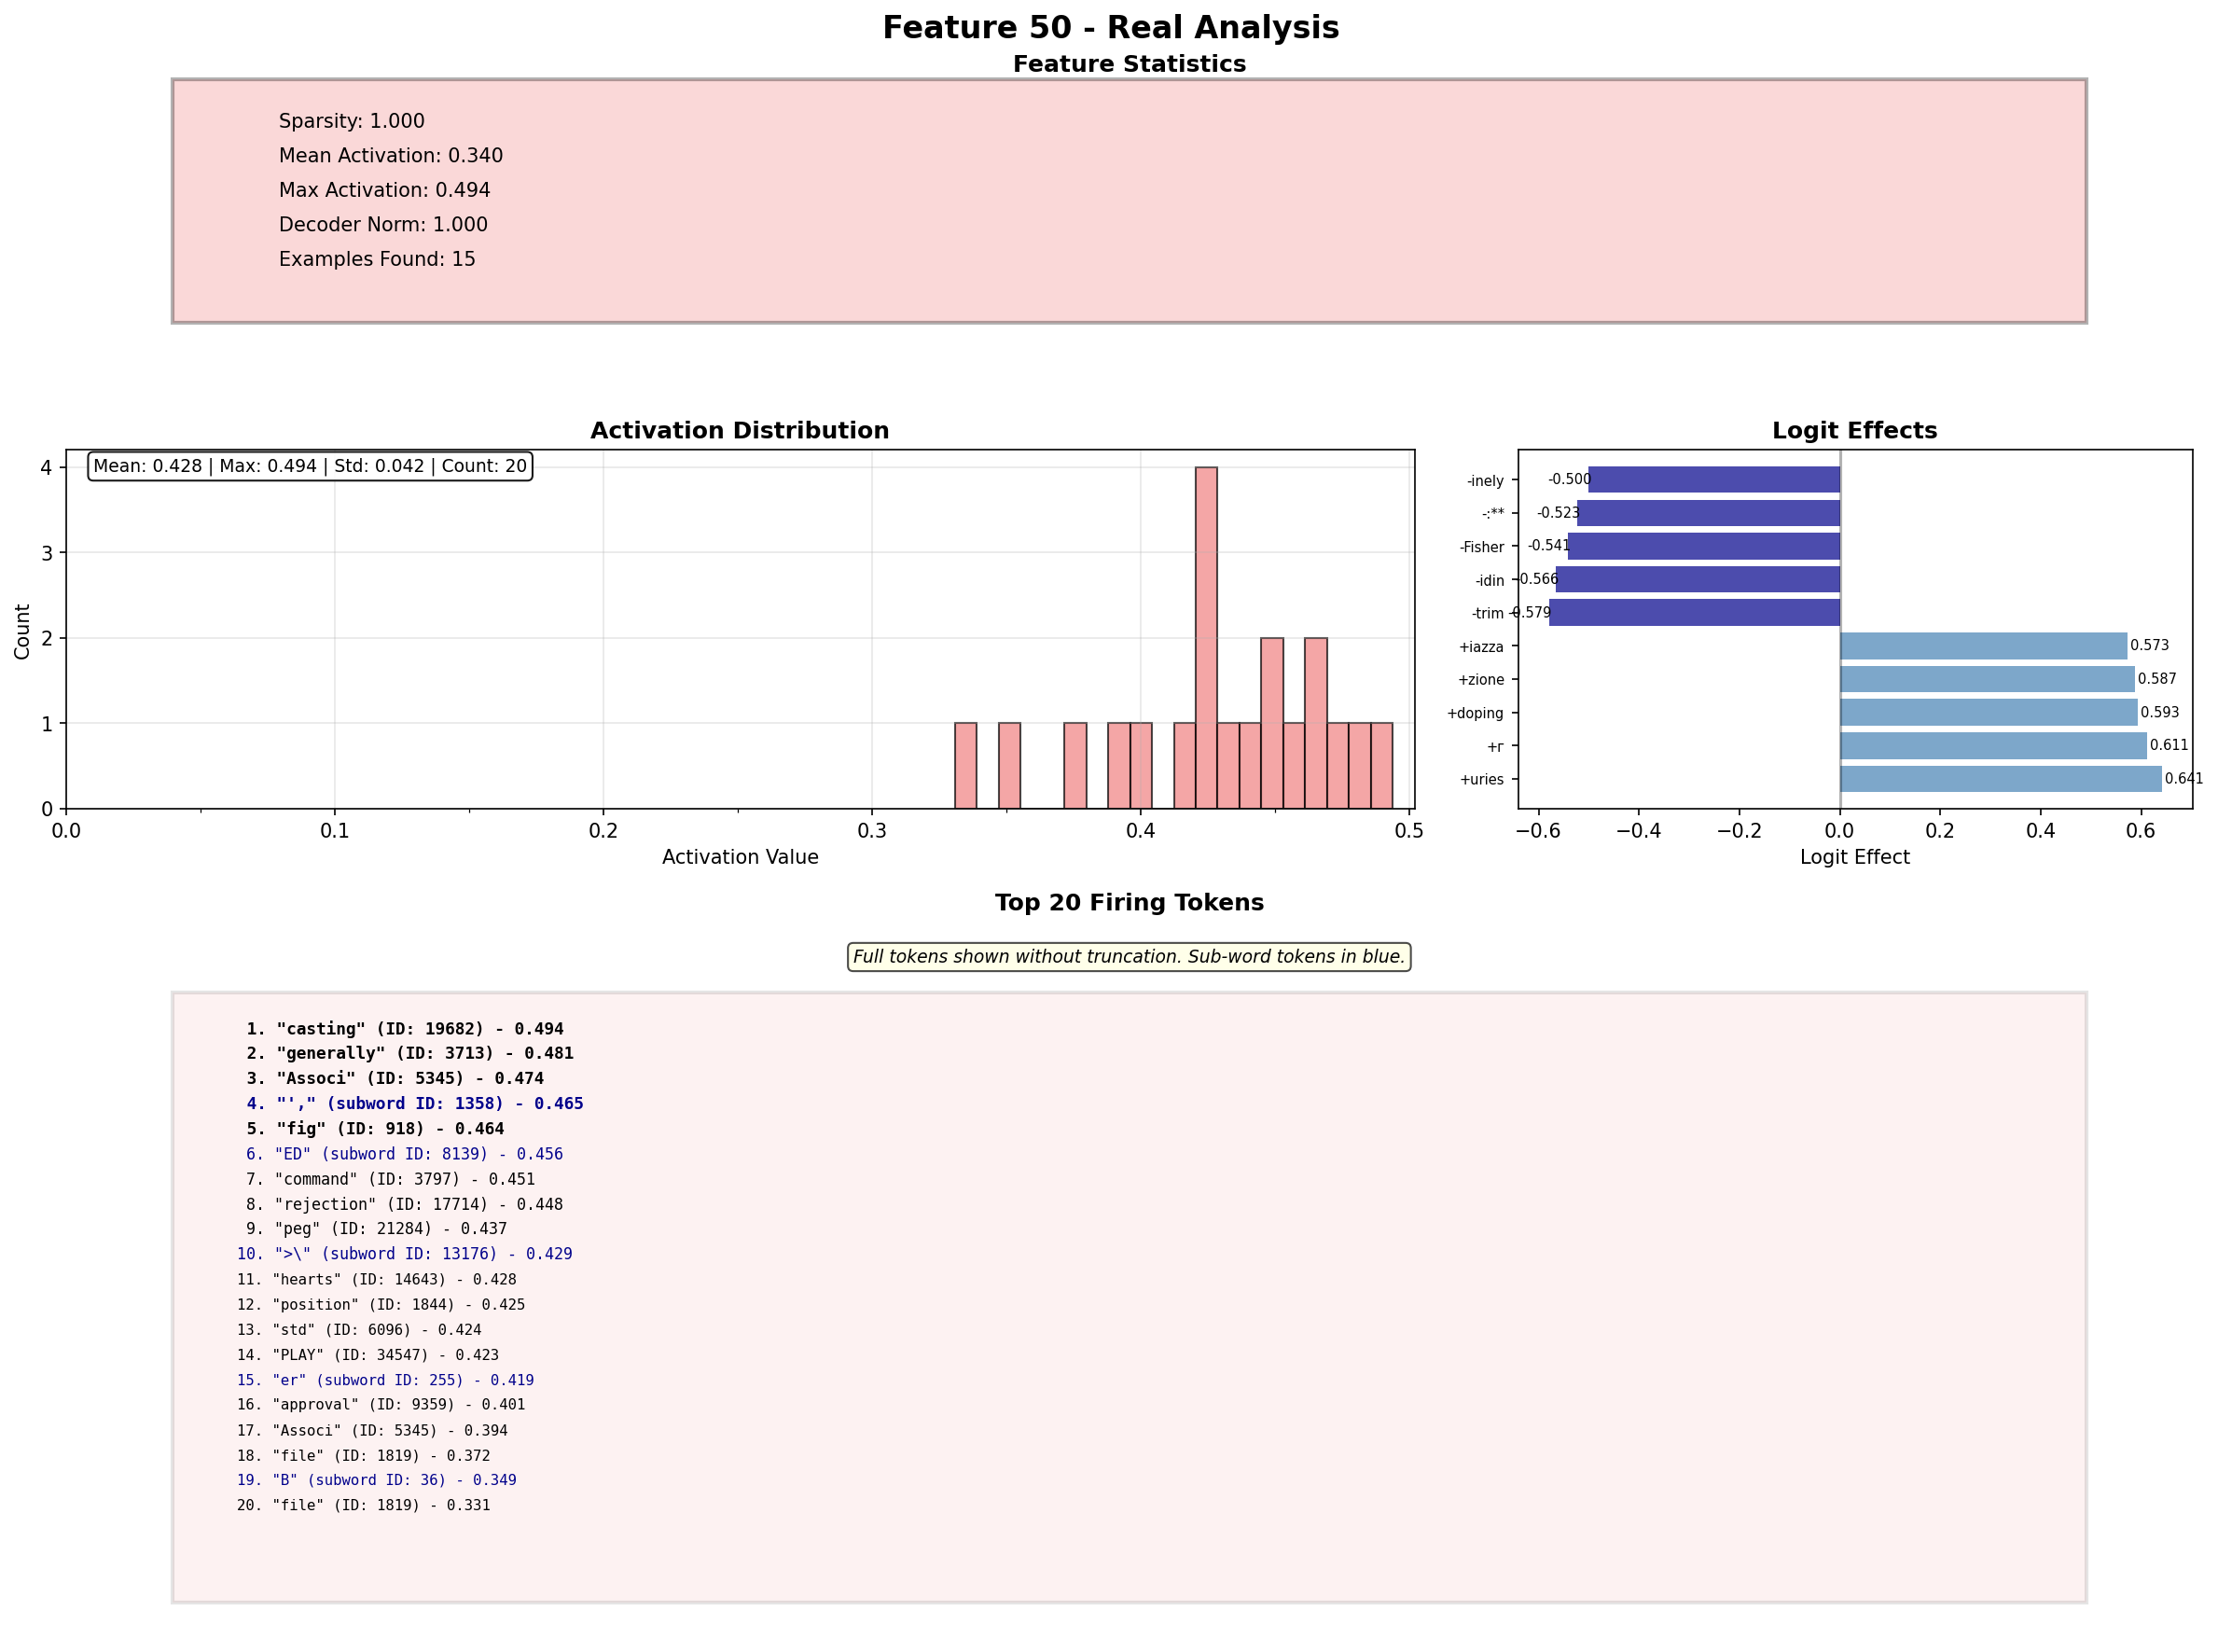 Feature 50 - Real Analysis
Feature Statistics
Sparsity: 1.000
Mean Activation: 0.340
Max Activation: 0.494
Decoder Norm: 1.000
Examples Found: 15
Activation Distribution
Mean: 0.428 | Max: 0.494 | Std: 0.042 | Count: 20
4
3
2
1
0
Count
0.0 0.1 0.2 0.3 0.4 0.5
Activation Value
Logit Effects
-inely -0.500
-:** -0.523
-Fisher -0.541
-idin -0.566
-trim -0.579
+iazza 0.573
+zione 0.587
+doping 0.593
+г 0.611
+uries 0.641
−0.6 −0.4 −0.2 0.0 0.2 0.4 0.6
Logit Effect
Top 20 Firing Tokens
Full tokens shown without truncation. Sub-word tokens in blue.
1. "casting" (ID: 19682) - 0.494
2. "generally" (ID: 3713) - 0.481
3. "Associ" (ID: 5345) - 0.474
4. "'," (subword ID: 1358) - 0.465
5. "fig" (ID: 918) - 0.464
6. "ED" (subword ID: 8139) - 0.456
7. "command" (ID: 3797) - 0.451
8. "rejection" (ID: 17714) - 0.448
9. "peg" (ID: 21284) - 0.437
10. ">\" (subword ID: 13176) - 0.429
11. "hearts" (ID: 14643) - 0.428
12. "position" (ID: 1844) - 0.425
13. "std" (ID: 6096) - 0.424
14. "PLAY" (ID: 34547) - 0.423
15. "er" (subword ID: 255) - 0.419
16. "approval" (ID: 9359) - 0.401
17. "Associ" (ID: 5345) - 0.394
18. "file" (ID: 1819) - 0.372
19. "B" (subword ID: 36) - 0.349
20. "file" (ID: 1819) - 0.331